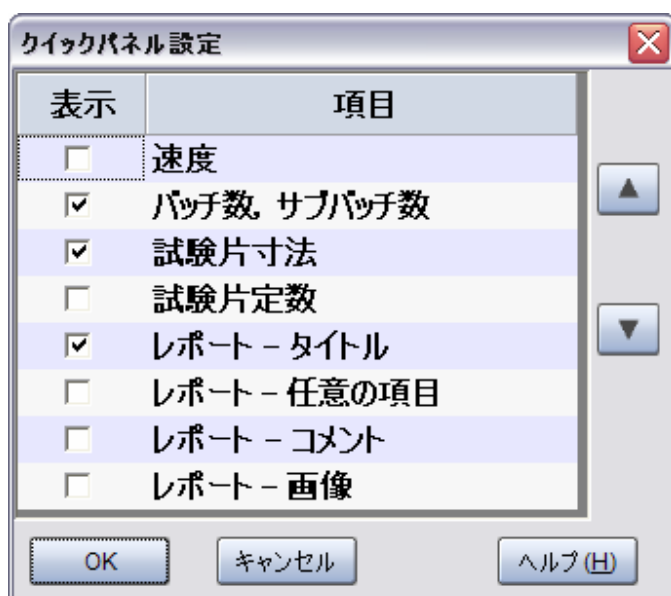 クイックパネル設定
表示 項目
速度
バッチ数, サブバッチ数
試験片寸法
試験片定数
レポート – タイトル
レポート – 任意の項目
レポート – コメント
レポート – 画像
OK キャンセル ヘルプ(H)